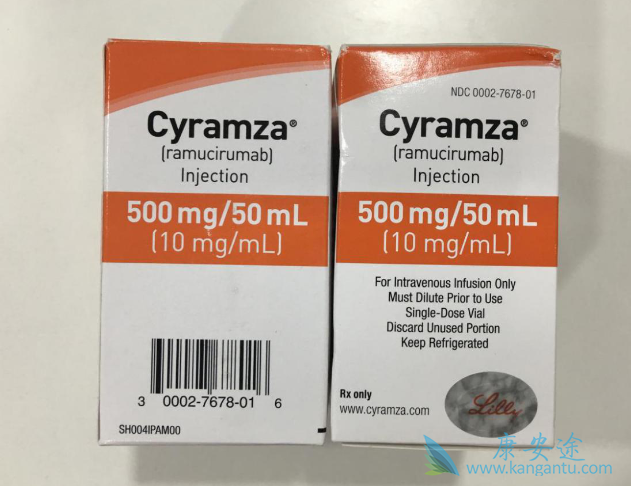 Cyramza®
(ramucirumab)
Injection
500 mg/50 mL
(10 mg/mL)
3 0002-7678-01 6
SH004IPAM00
NDC 0002-7678-01
Cyramza®
(ramucirumab)
Injection
500 mg/50 mL
(10 mg/mL)
For Intravenous Infusion Only
Must Dilute Prior to Use
Single-Dose Vial
Discard Unused Portion
Keep Refrigerated
Rx only
www.cyramza.com
Lilly
康安途
www.kangantu.com